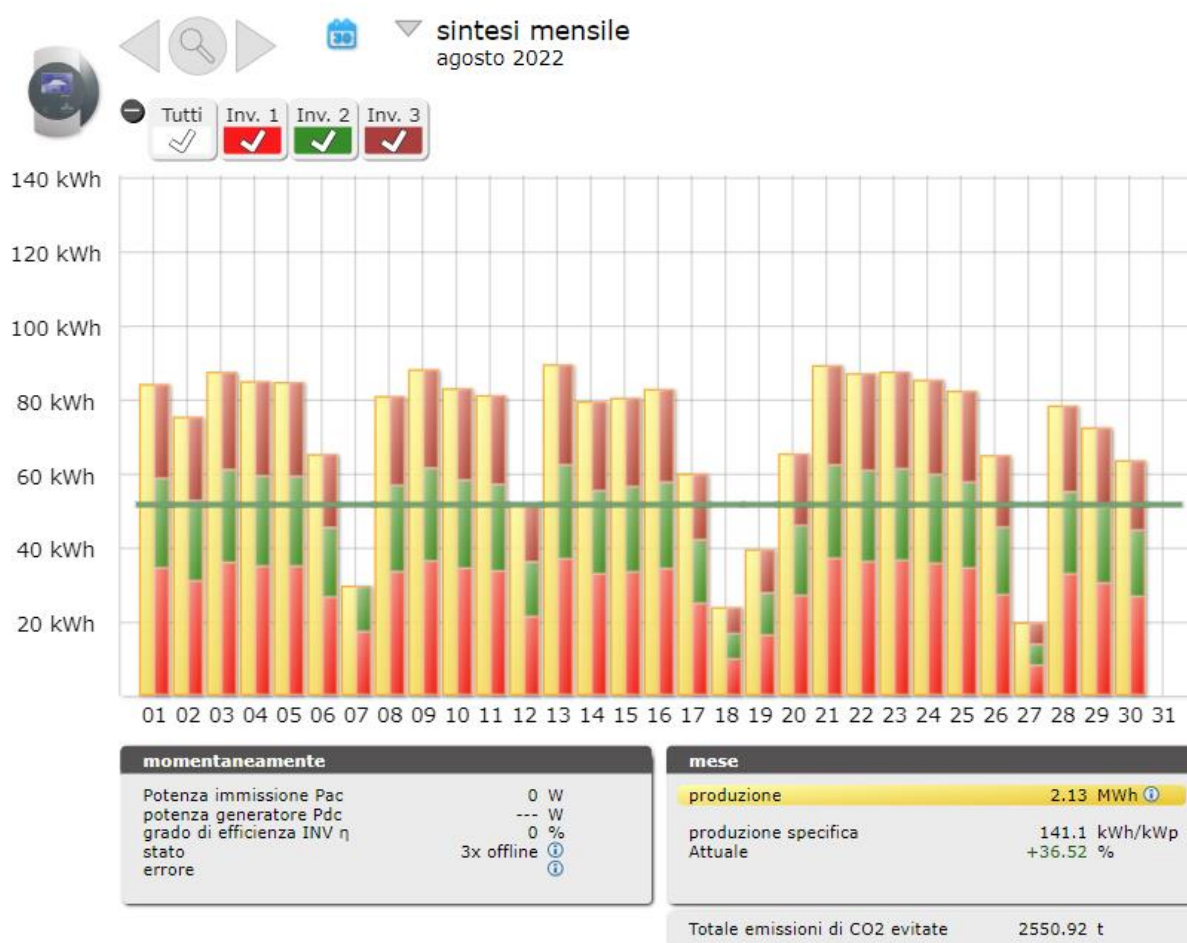 30
sintesi mensile
agosto 2022
Tutti Inv. 1 Inv. 2 Inv. 3
140 kWh
120 kWh
100 kWh
80 kWh
60 kWh
40 kWh
20 kWh
01 02 03 04 05 06 07 08 09 10 11 12 13 14 15 16 17 18 19 20 21 22 23 24 25 26 27 28 29 30 31
momentaneamente
Potenza immissione Pac 0 W
potenza generatore Pdc --- W
grado di efficienza INV η 0 %
stato 3x offline
errore
mese
produzione 2.13 MWh
produzione specifica 141.1 kWh/kWp
Attuale +36.52 %
Totale emissioni di CO2 evitate 2550.92 t